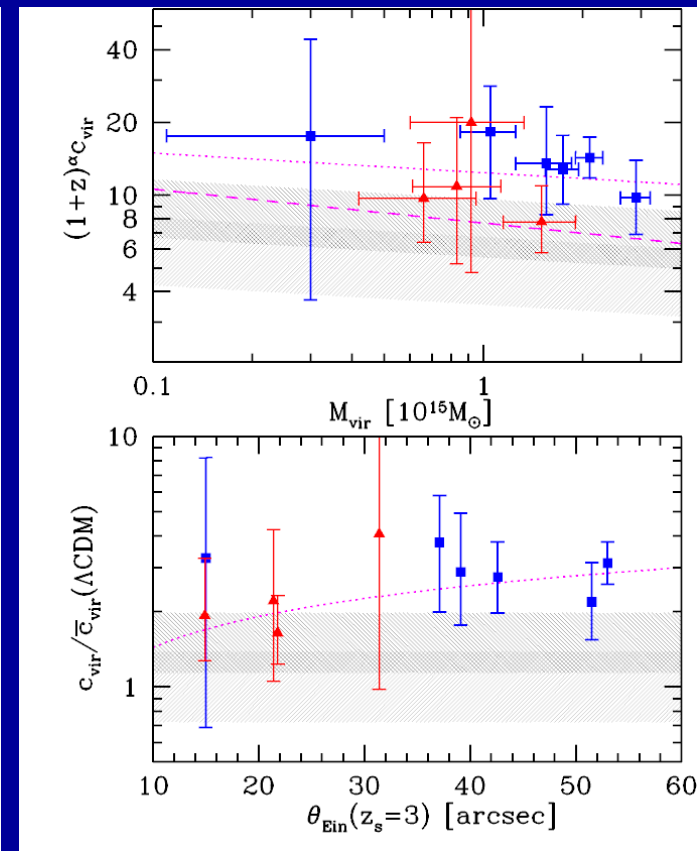 40
20
10
8
6
4
(1+z)^α c_vir
0.1 1
M_vir [10^15 M_⊙]
10
1
c_vir/c̅_vir(ΛCDM)
10 20 30 40 50 60
θ_Ein(z_s=3) [arcsec]